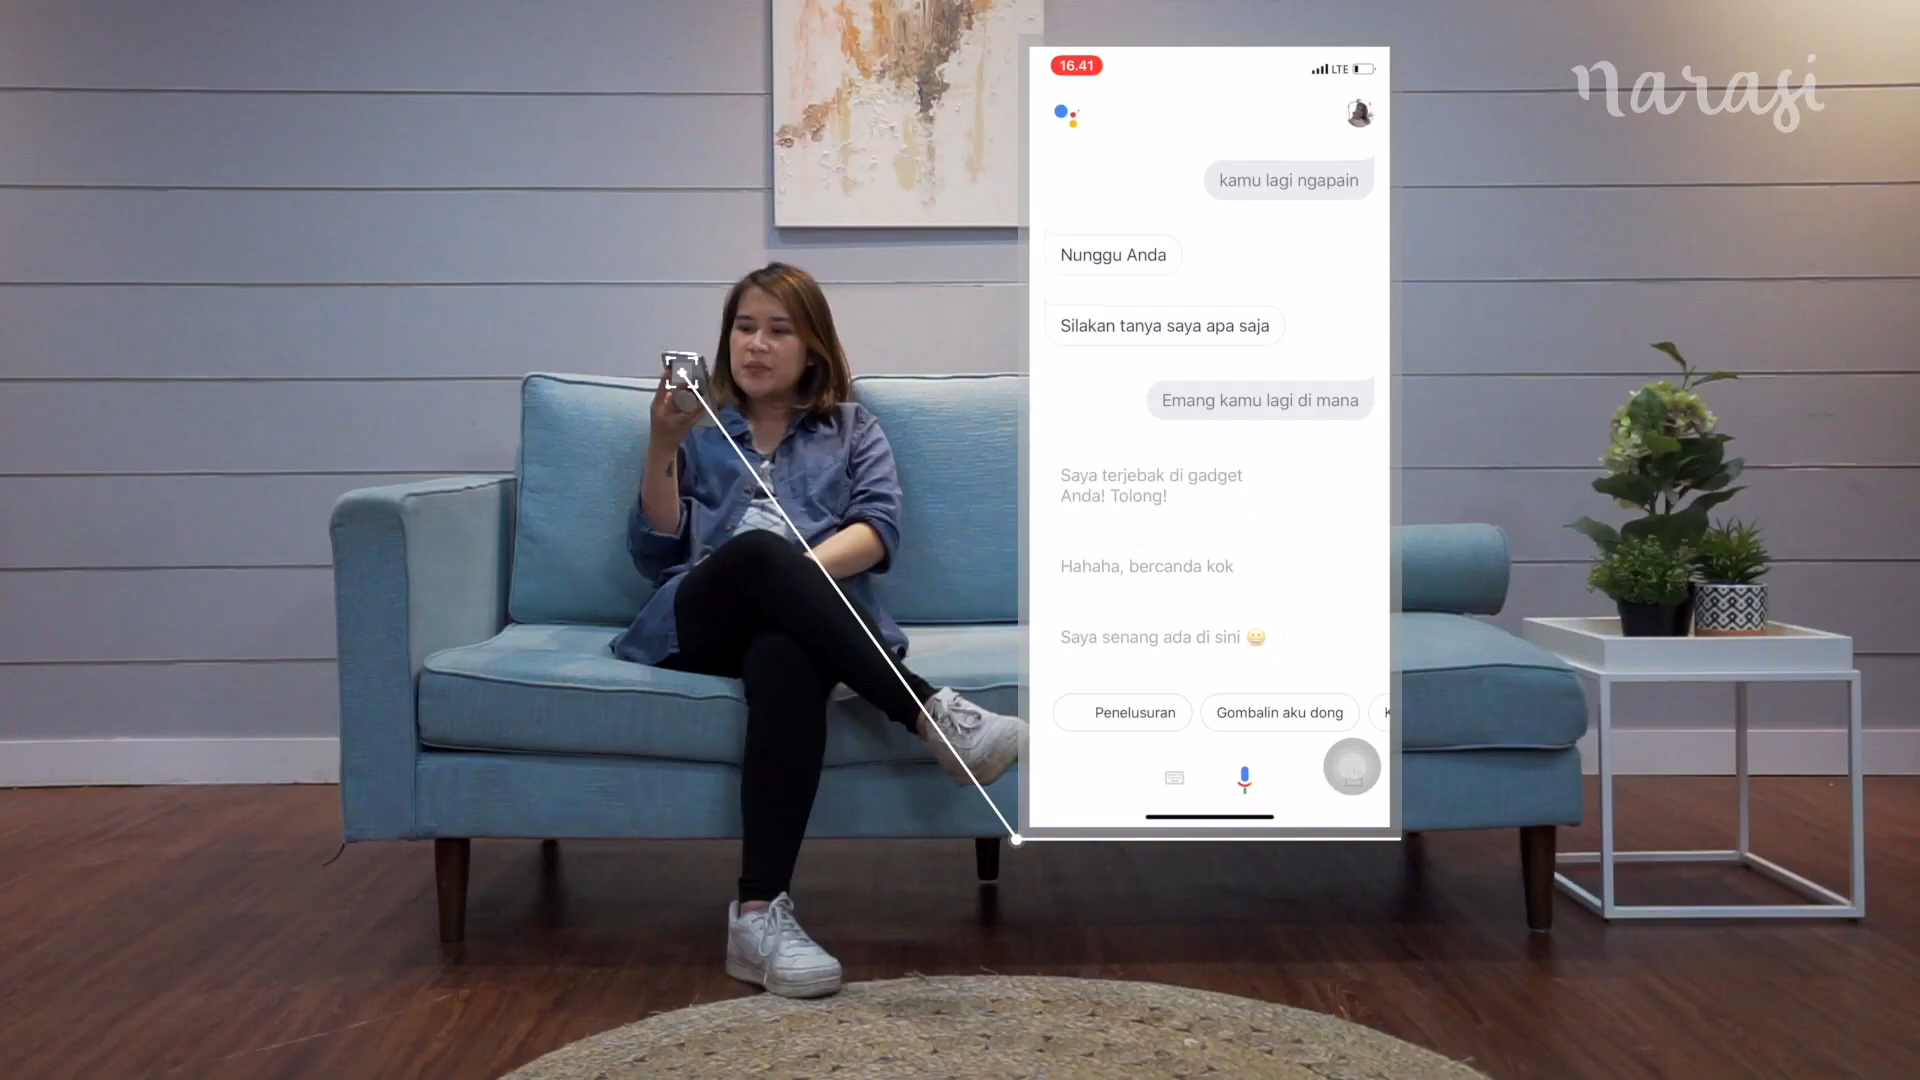 narasi
16.41
LTE
kamu lagi ngapain
Nunggu Anda
Silakan tanya saya apa saja
Emang kamu lagi di mana
Saya terjebak di gadget
Anda! Tolong!
Hahaha, bercanda kok
Saya senang ada di sini 😀
Penelusuran
Gombalin aku dong